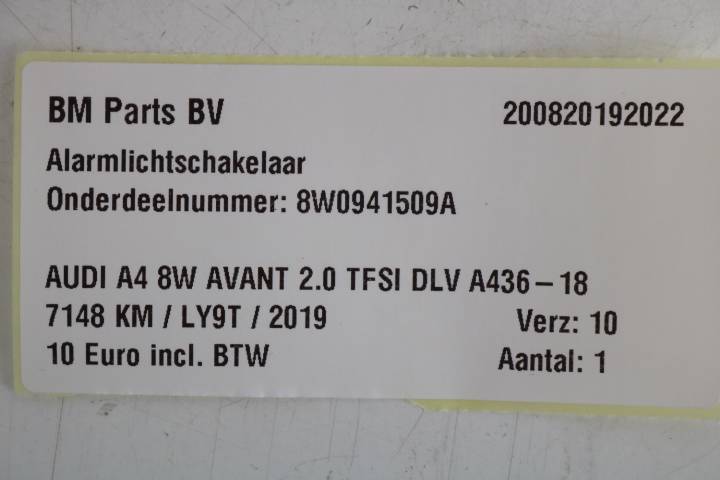 BM Parts BV 200820192022
Alarmlichtschakelaar
Onderdeelnummer: 8W0941509A
AUDI A4 8W AVANT 2.0 TFSI DLV A436-18
7148 KM / LY9T / 2019 Verz: 10
10 Euro incl. BTW Aantal: 1